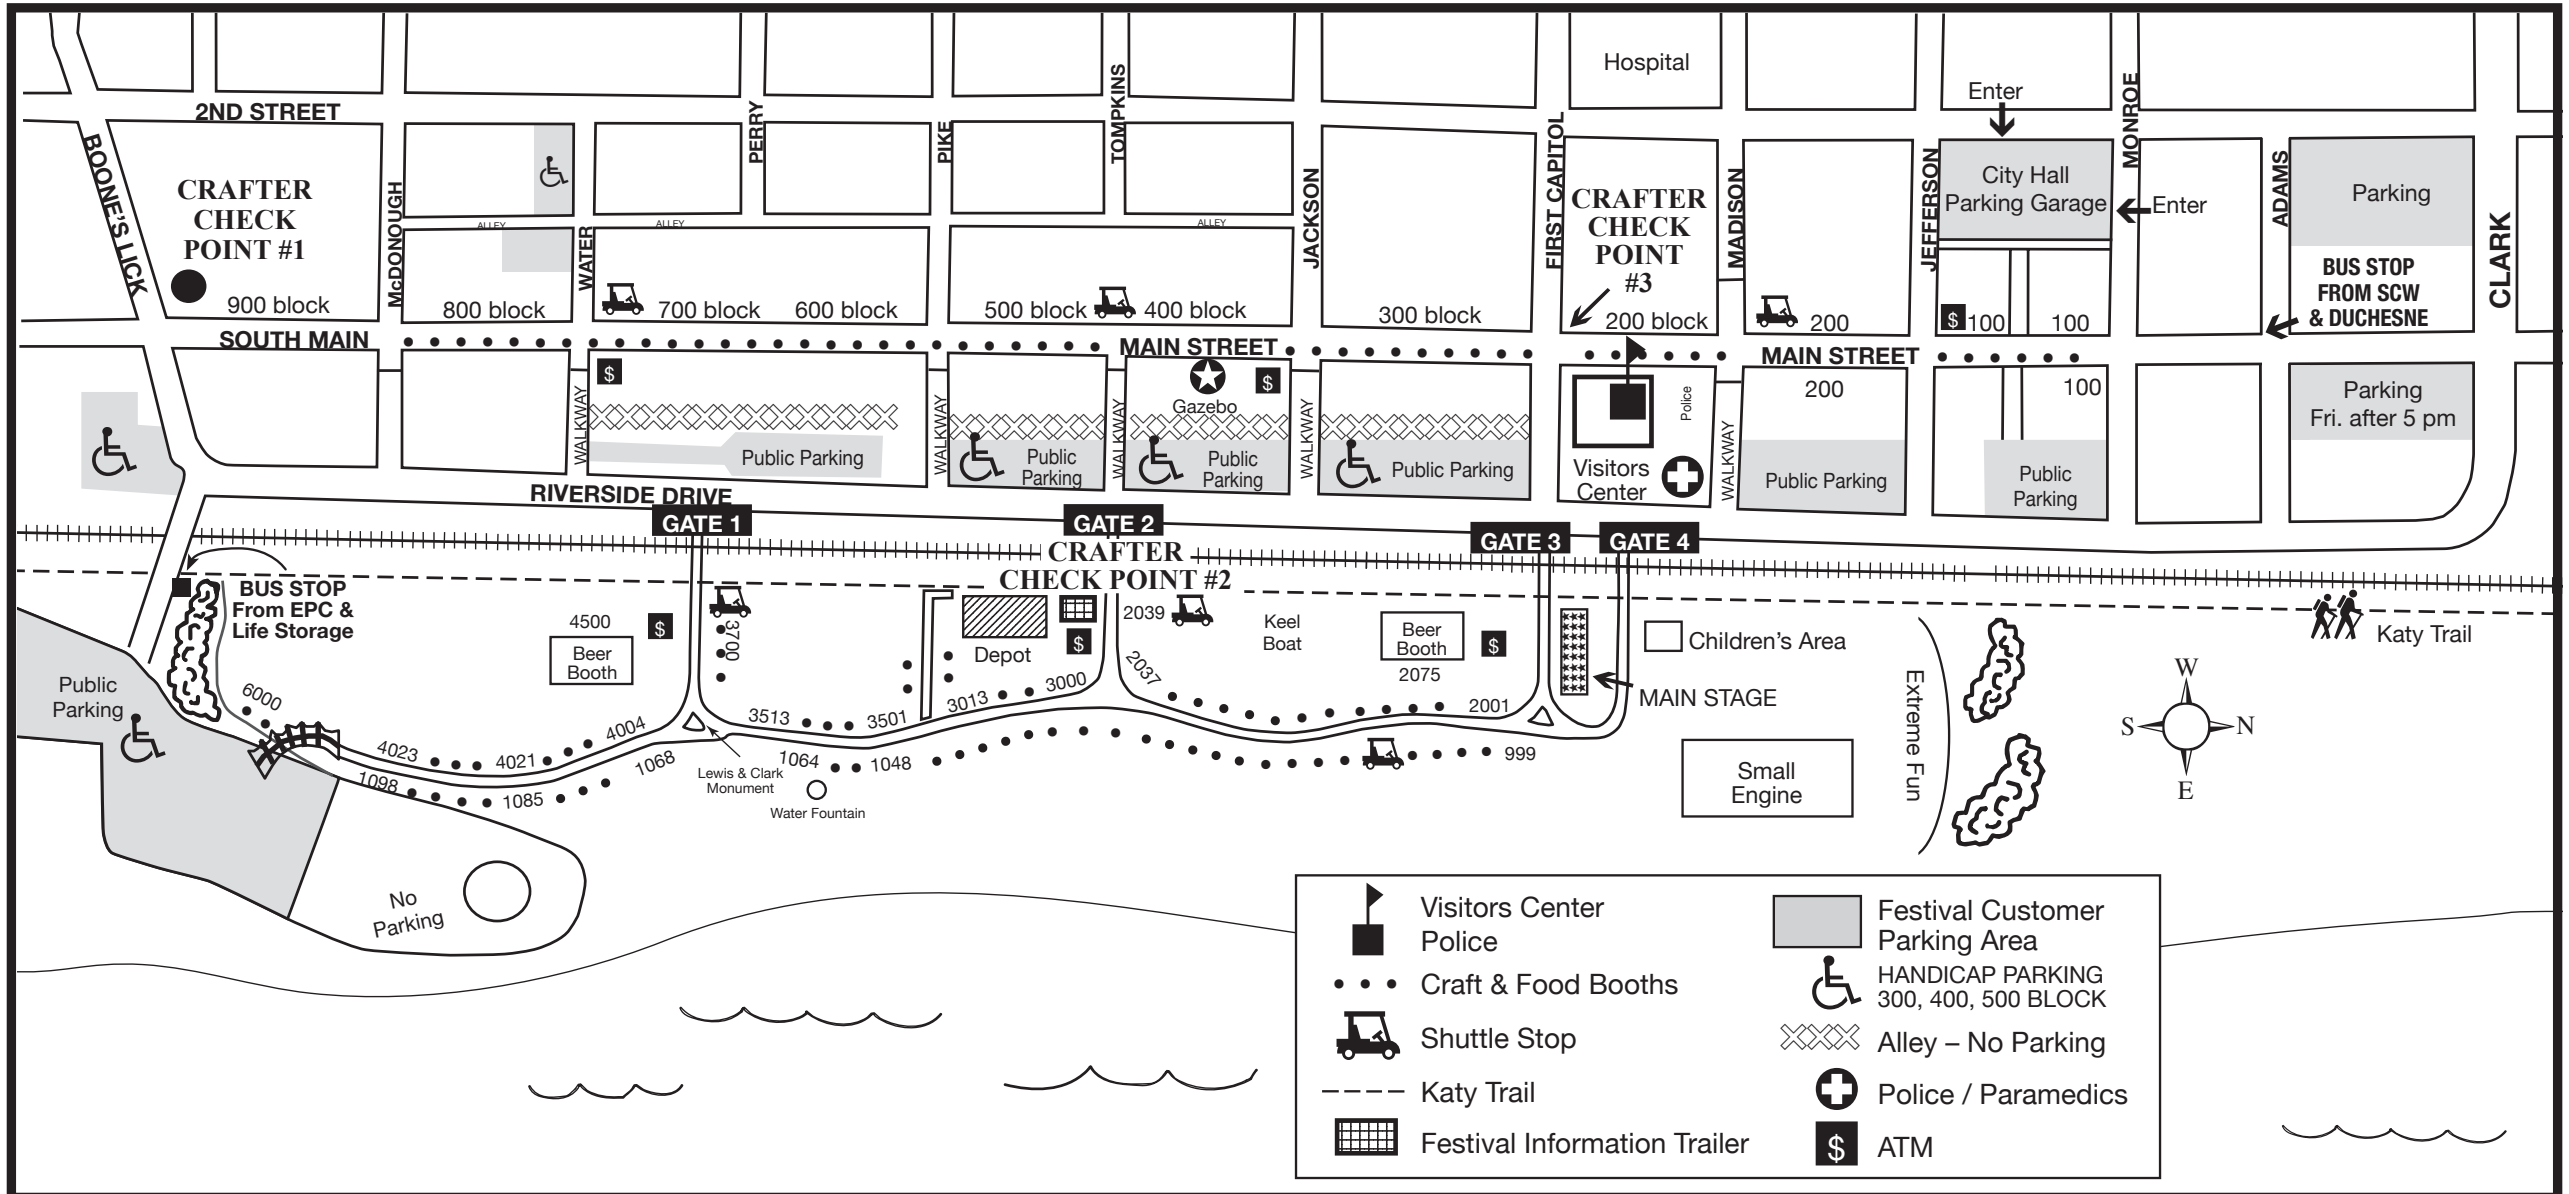 Hospital
Enter
2ND STREET
BOONE'S LICK
McDONOUGH
WATER
PERRY
PIKE
TOMPKINS
JACKSON
FIRST CAPITOL
MADISON
JEFFERSON
MONROE
ADAMS
CLARK
CRAFTER
CHECK
POINT #1
900 block
ALLEY
ALLEY
ALLEY
800 block
700 block
600 block
500 block
400 block
300 block
CRAFTER
CHECK
POINT
#3
200 block
200
City Hall
Parking Garage
Enter
$
100
100
Parking
BUS STOP
FROM SCW
& DUCHESNE
SOUTH MAIN
MAIN STREET
MAIN STREET
$
Gazebo
$
Police
Visitors
Center
200
100
Parking
Fri. after 5 pm
WALKWAY
WALKWAY
WALKWAY
WALKWAY
WALKWAY
Public Parking
Public
Parking
Public
Parking
Public Parking
Public Parking
Public
Parking
RIVERSIDE DRIVE
GATE 1
GATE 2
GATE 3
GATE 4
CRAFTER
CHECK POINT #2
BUS STOP
From EPC &
Life Storage
4500
Beer
Booth
$
3700
Depot
$
2039
2037
Keel
Boat
Beer
Booth
2075
$
Children's Area
MAIN STAGE
Extreme Fun
Katy Trail
W
S
N
E
Public
Parking
6000
4023
4021
4004
3513
3501
3013
3000
2001
1098
1085
1068
1064
1048
999
Lewis & Clark
Monument
Water Fountain
Small
Engine
No
Parking
Visitors Center
Police
Craft & Food Booths
Shuttle Stop
Katy Trail
Festival Information Trailer
Festival Customer
Parking Area
HANDICAP PARKING
300, 400, 500 BLOCK
Alley – No Parking
Police / Paramedics
$
ATM